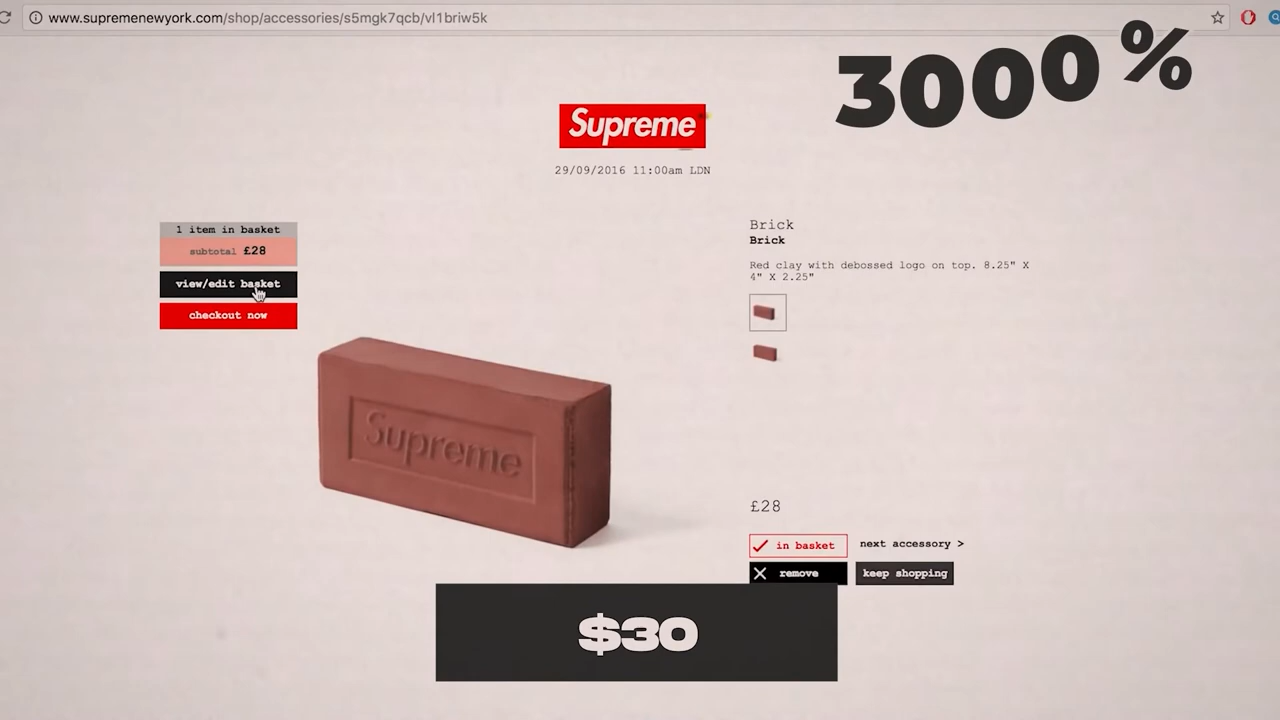 www.supremenewyork.com/shop/accessories/s5mgk7qcb/vl1briw5k
3000%
Supreme
29/09/2016 11:00am LDN
1 item in basket
subtotal £28
view/edit basket
checkout now
Brick
Brick
Red clay with debossed logo on top. 8.25" X
4" X 2.25"
Supreme
£28
in basket
next accessory >
remove
keep shopping
$30